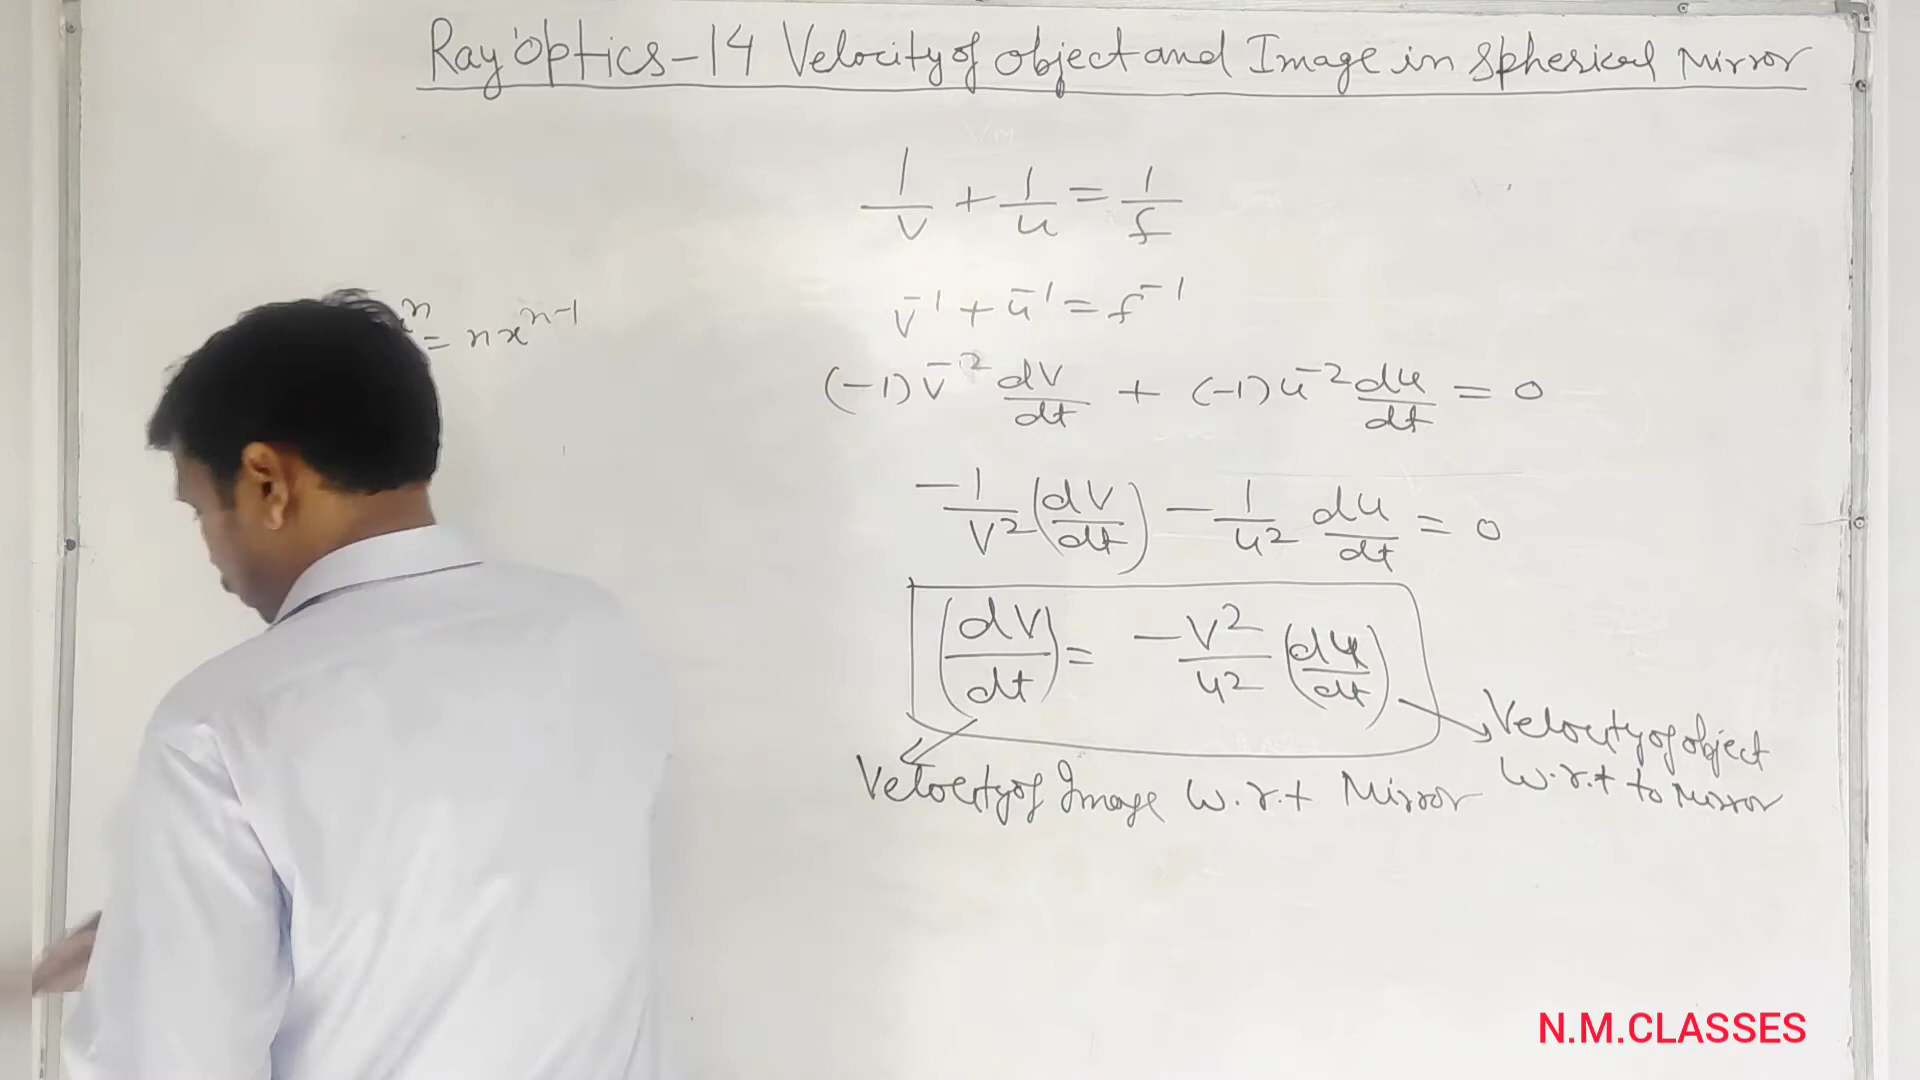 Ray Optics-14 Velocity of object and Image in Spherical Mirror
1/v + 1/u = 1/f
v⁻¹ + u⁻¹ = f⁻¹
n = nx^(n-1)
(-1) v⁻² dv/dt + (-1) u⁻² du/dt = 0
-1/v² (dv/dt) - 1/u² du/dt = 0
(dv/dt) = -v²/u² (du/dt)
Velocity of object
w.r.t to Mirror
Velocity of Image w.r.t Mirror
N.M.CLASSES